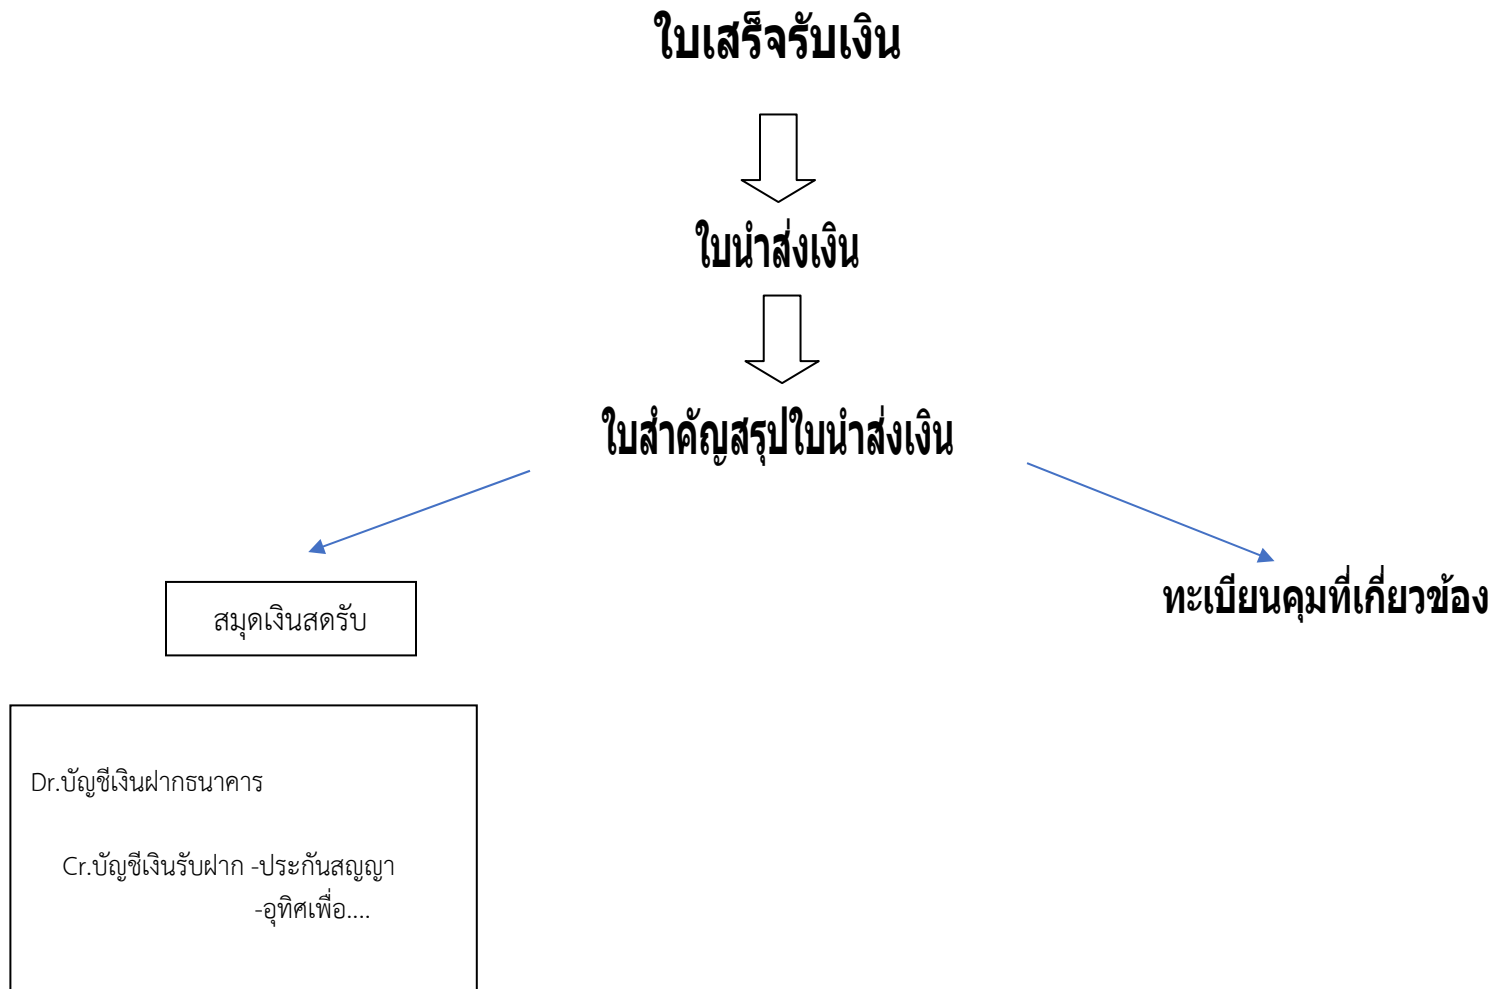 ใบเสร็จรับเงิน
ใบนำส่งเงิน
ใบสำคัญสรุปใบนำส่งเงิน
สมุดเงินสดรับ
ทะเบียนคุมที่เกี่ยวข้อง
Dr.บัญชีเงินฝากธนาคาร
Cr.บัญชีเงินรับฝาก -ประกันสญญา
-อุทิศเพื่อ....